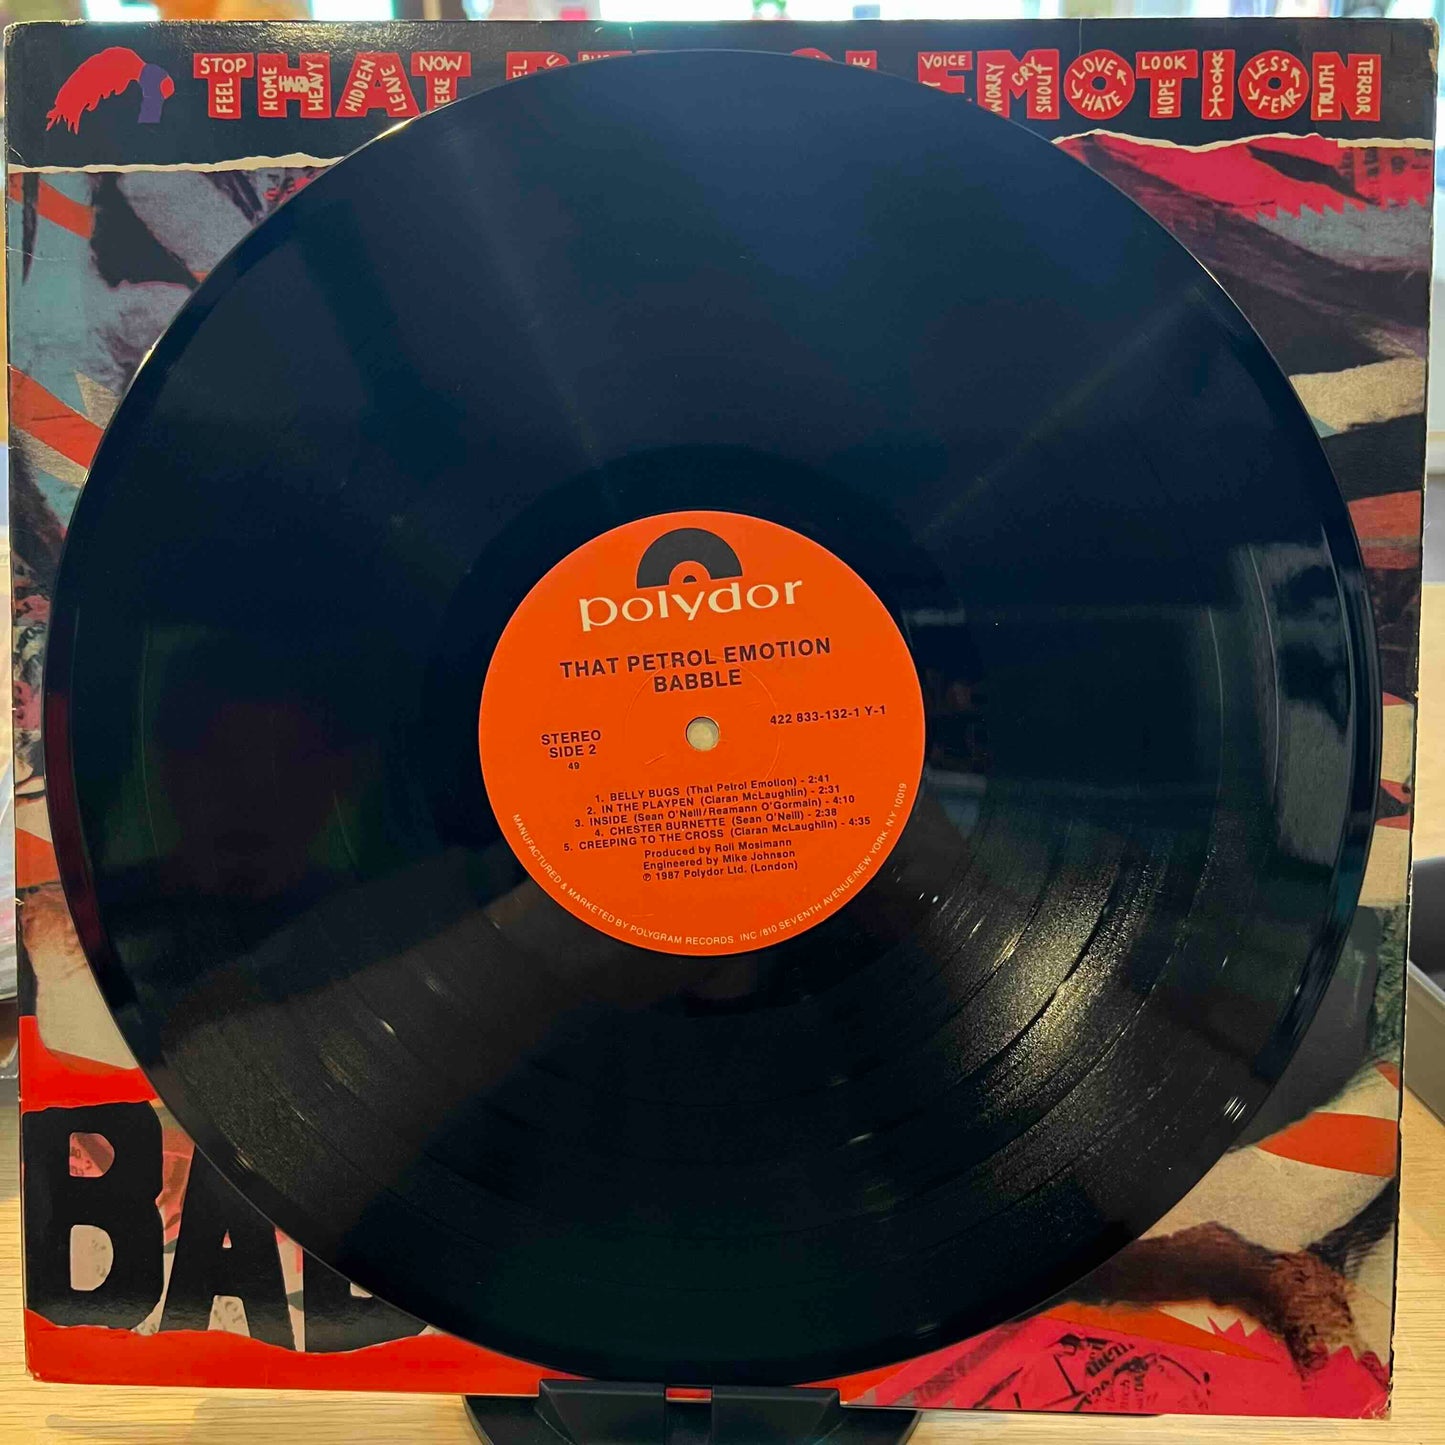 THAT EMOTION
STOP
FEEL
HOME
HEAVY
HIDDEN
LEAVE
NOW
VOICE
WORRY
CRY
SHOUT
LOVE
HATE
LOOK
HOPE
LESS
FEAR
TRUTH
TERROR
polydor
THAT PETROL EMOTION
BABBLE
STEREO
SIDE 2
49
422 833-132-1 Y-1
1. BELLY BUGS (That Petrol Emotion) - 2:41
2. IN THE PLAYPEN (Ciaran McLaughlin) - 2:31
3. INSIDE (Sean O'Neill/Reamann O'Gormain) - 4:10
4. CHESTER BURNETTE (Sean O'Neill) - 2:38
5. CREEPING TO THE CROSS (Ciaran McLaughlin) - 4:35
Produced by Roli Mosimann
Engineered by Mike Johnson
℗ 1987 Polydor Ltd. (London)
MANUFACTURED & MARKETED BY POLYGRAM RECORDS, INC./810 SEVENTH AVENUE/NEW YORK, N.Y. 10019
BAB